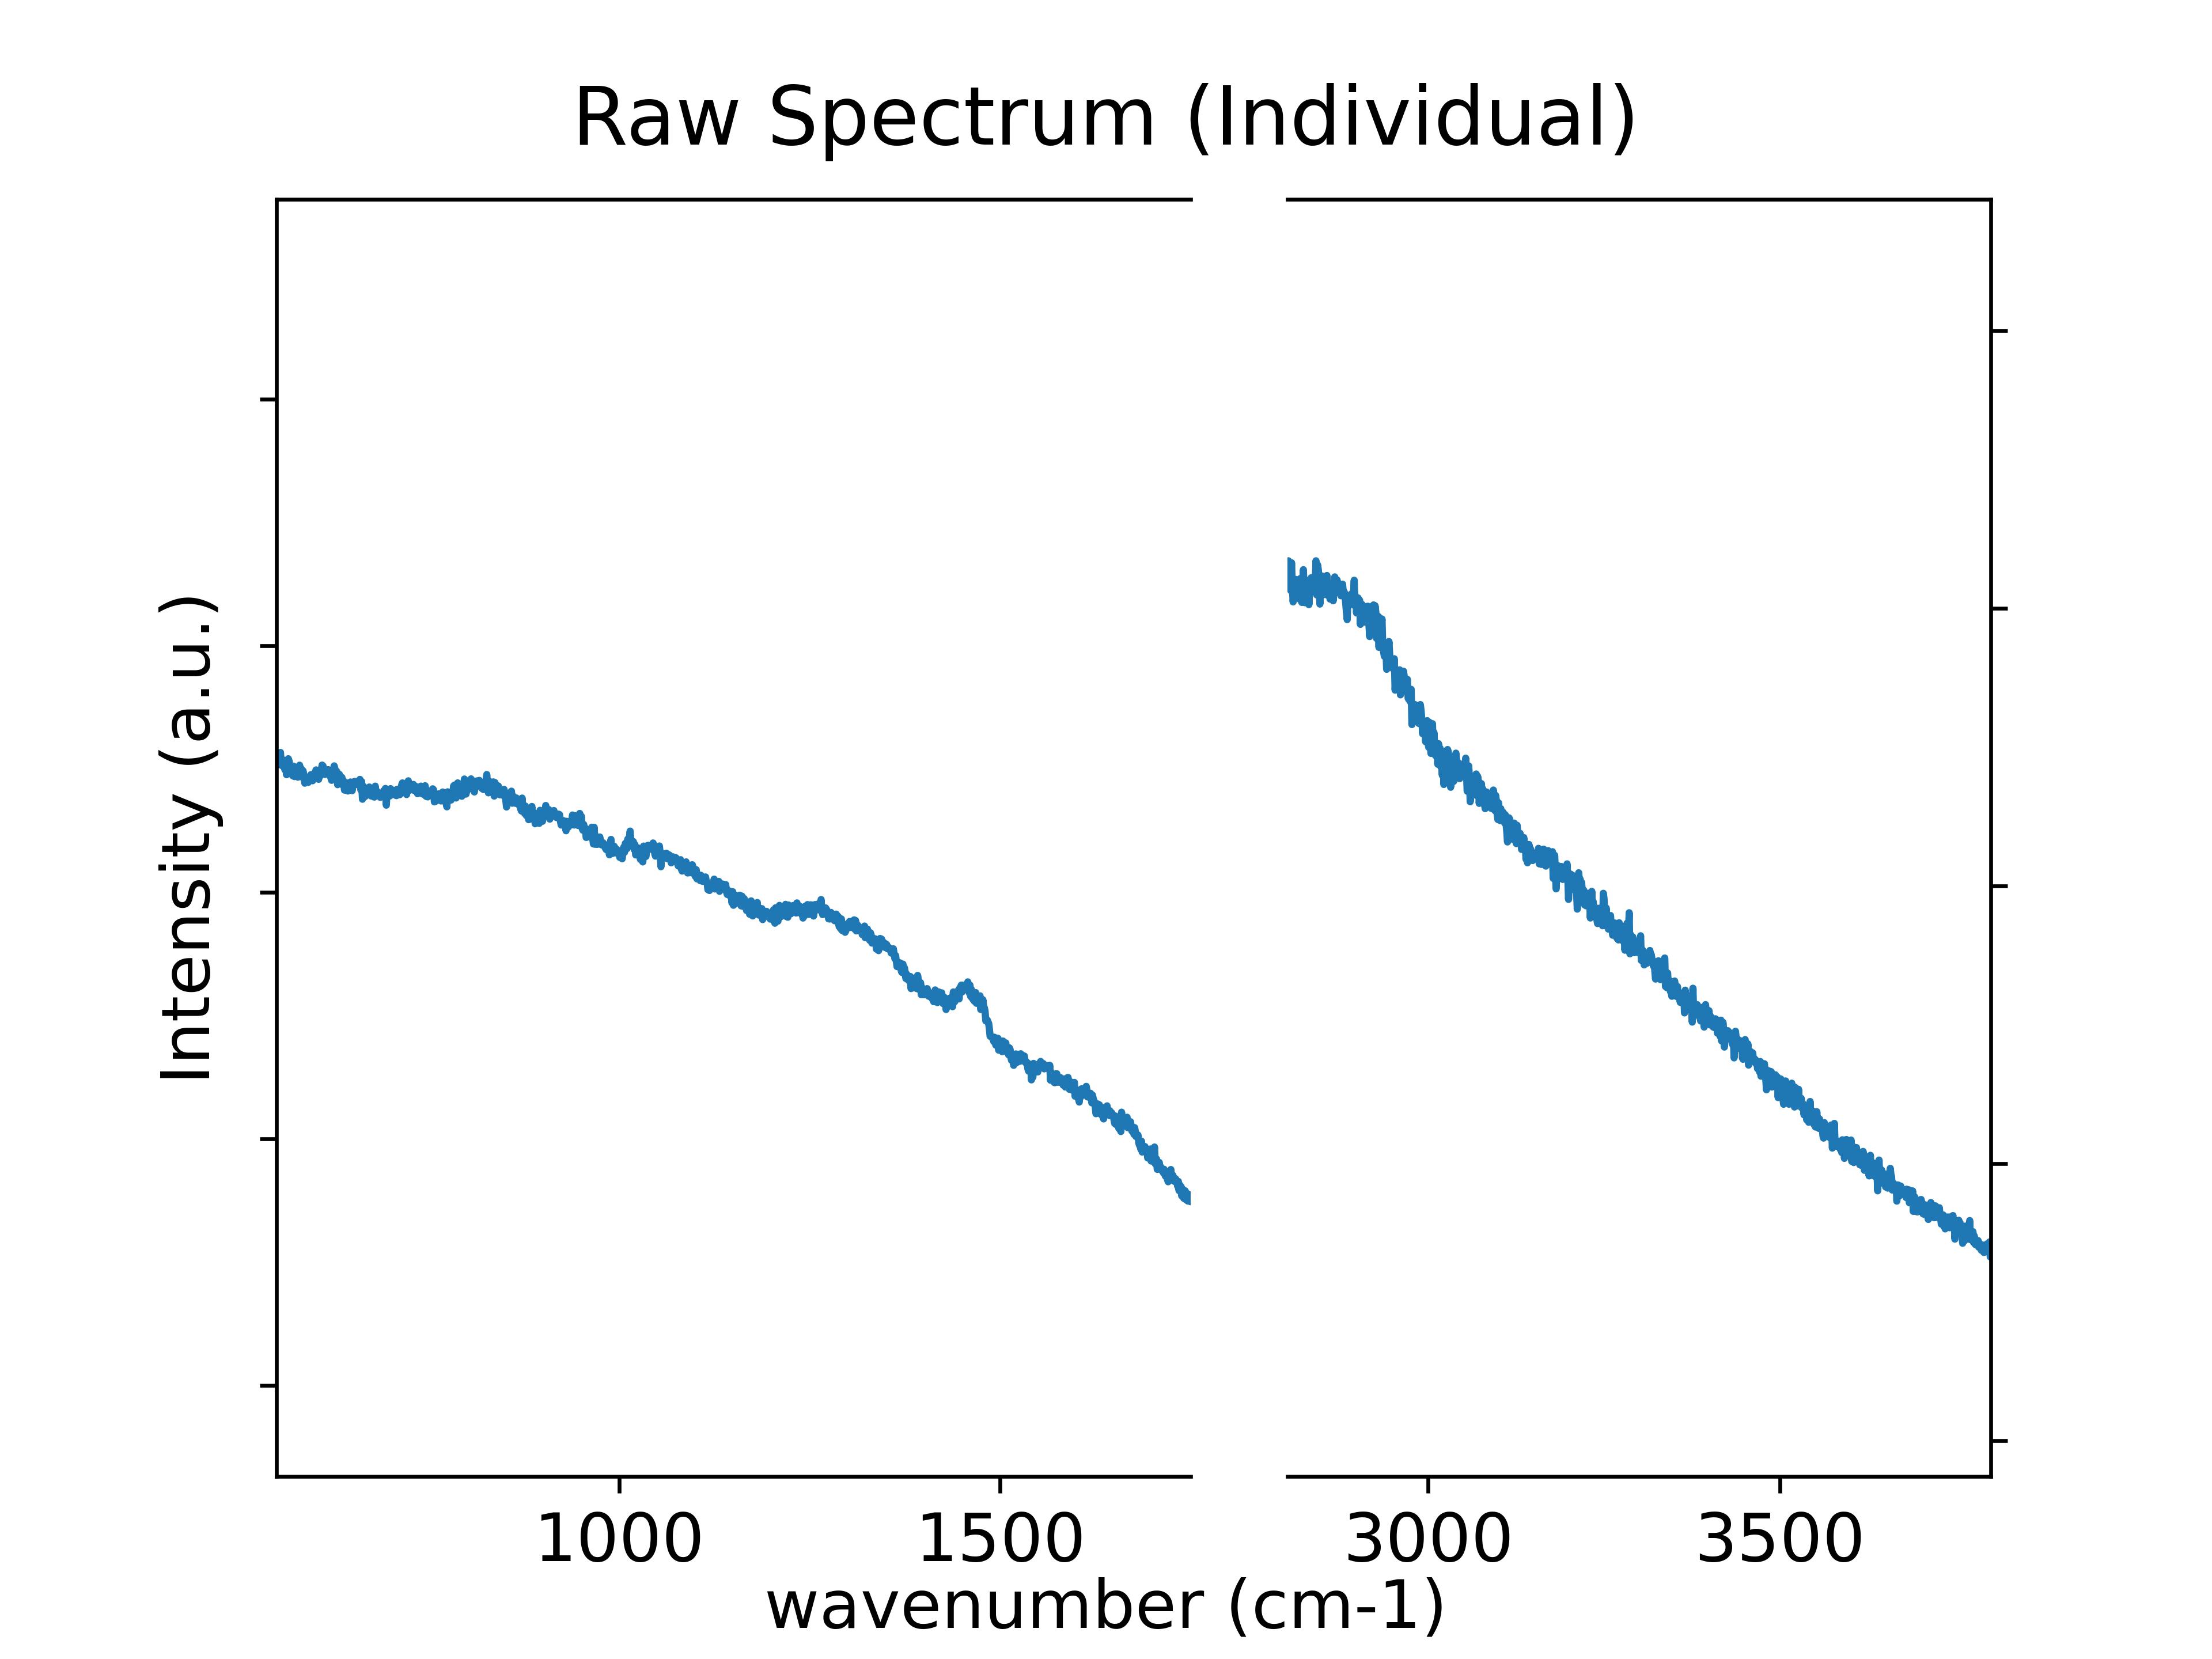 Raw Spectrum (Individual)
Intensity (a.u.)
1000 1500 3000 3500
wavenumber (cm-1)